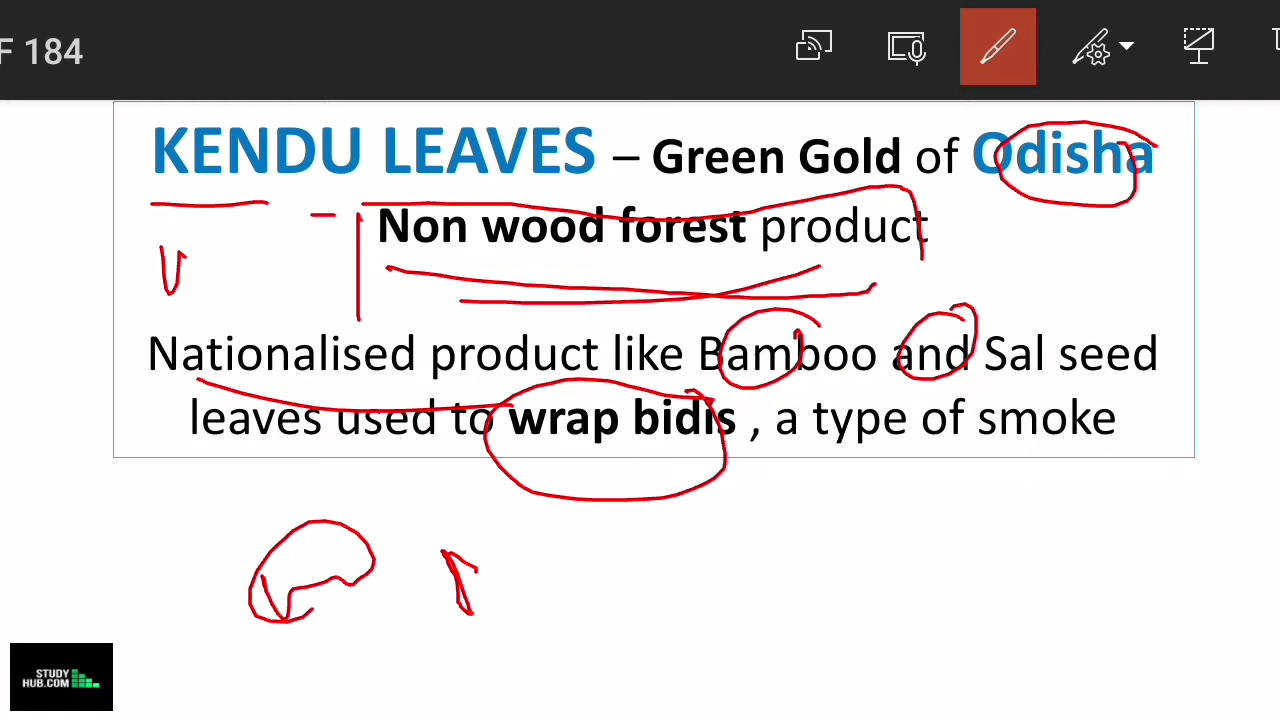 F 184
KENDU LEAVES – Green Gold of Odisha
Non wood forest product
Nationalised product like Bamboo and Sal seed
leaves used to wrap bidis , a type of smoke
STUDY
HUB.COM